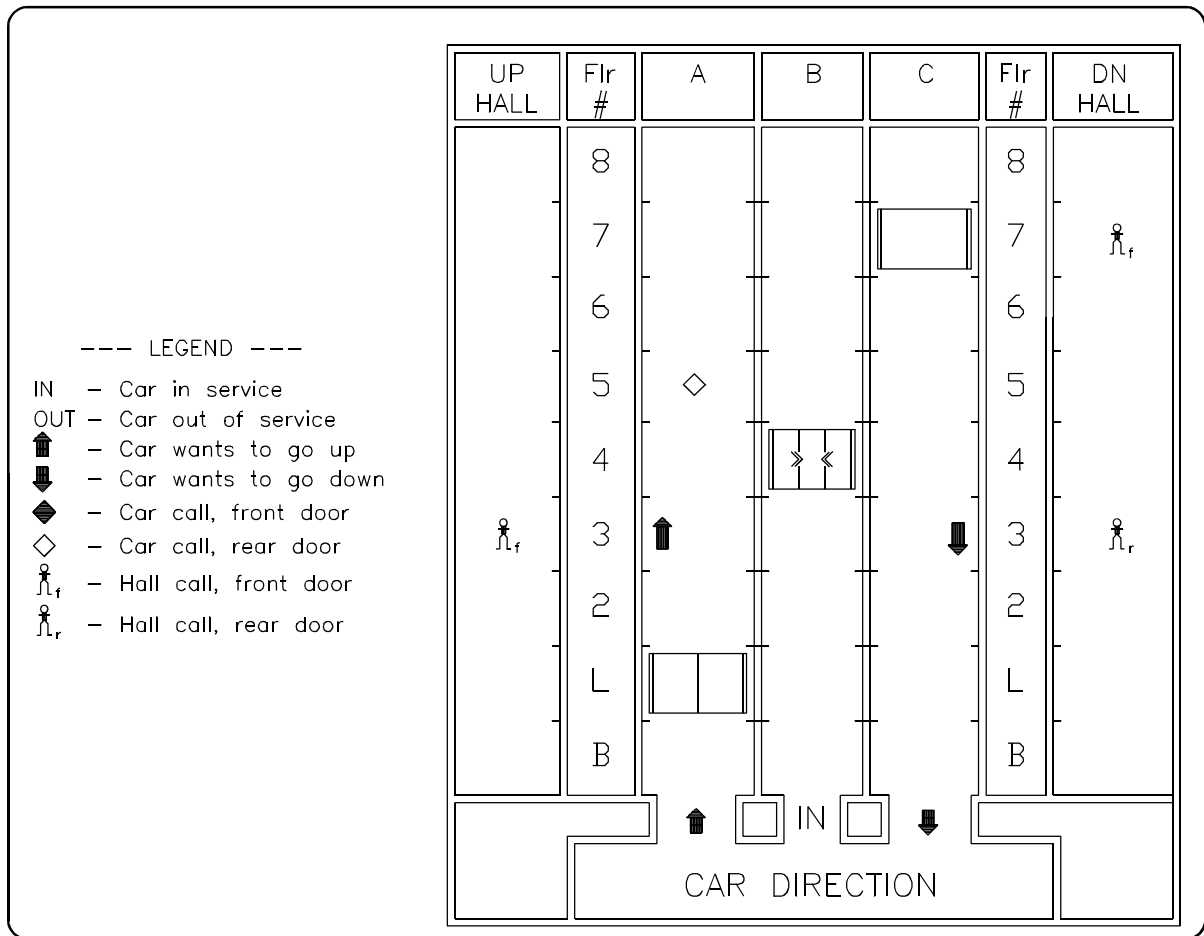 UP HALL Flr # A B C Flr # DN HALL
8 8
7 7 f
6 6
--- LEGEND ---
IN - Car in service
OUT - Car out of service
- Car wants to go up
- Car wants to go down
- Car call, front door
- Car call, rear door
f - Hall call, front door
r - Hall call, rear door
5 5
4 4
f 3 3 r
2 2
L L
B B
IN
CAR DIRECTION